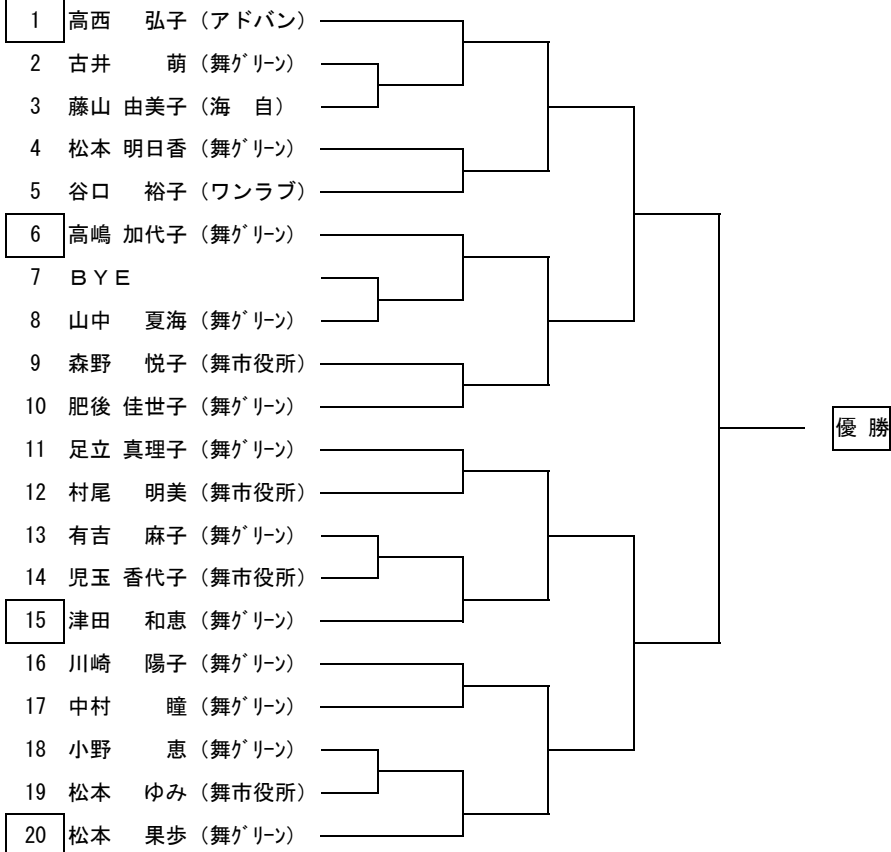 1 高西 弘子 (アドバン)
2 古井 萌 (舞ｸﾞﾘｰﾝ)
3 藤山 由美子 (海 自)
4 松本 明日香 (舞ｸﾞﾘｰﾝ)
5 谷口 裕子 (ワンラブ)
6 高嶋 加代子 (舞ｸﾞﾘｰﾝ)
7 ＢＹＥ
8 山中 夏海 (舞ｸﾞﾘｰﾝ)
9 森野 悦子 (舞市役所)
10 肥後 佳世子 (舞ｸﾞﾘｰﾝ)
優 勝
11 足立 真理子 (舞ｸﾞﾘｰﾝ)
12 村尾 明美 (舞市役所)
13 有吉 麻子 (舞ｸﾞﾘｰﾝ)
14 児玉 香代子 (舞市役所)
15 津田 和恵 (舞ｸﾞﾘｰﾝ)
16 川崎 陽子 (舞ｸﾞﾘｰﾝ)
17 中村 瞳 (舞ｸﾞﾘｰﾝ)
18 小野 恵 (舞ｸﾞﾘｰﾝ)
19 松本 ゆみ (舞市役所)
20 松本 果歩 (舞ｸﾞﾘｰﾝ)